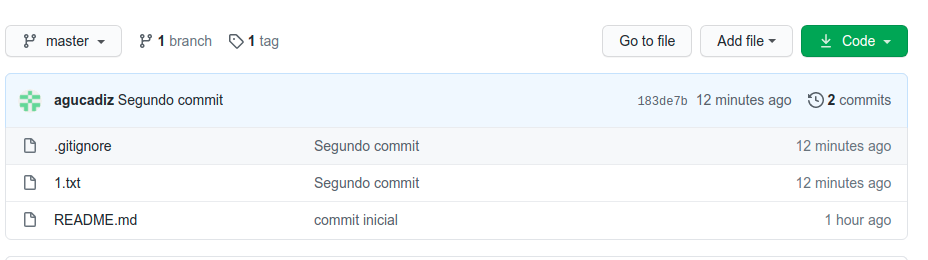 master 1 branch 1 tag Go to file Add file Code
agucadiz Segundo commit 183de7b 12 minutes ago 2 commits
.gitignore Segundo commit 12 minutes ago
1.txt Segundo commit 12 minutes ago
README.md commit inicial 1 hour ago